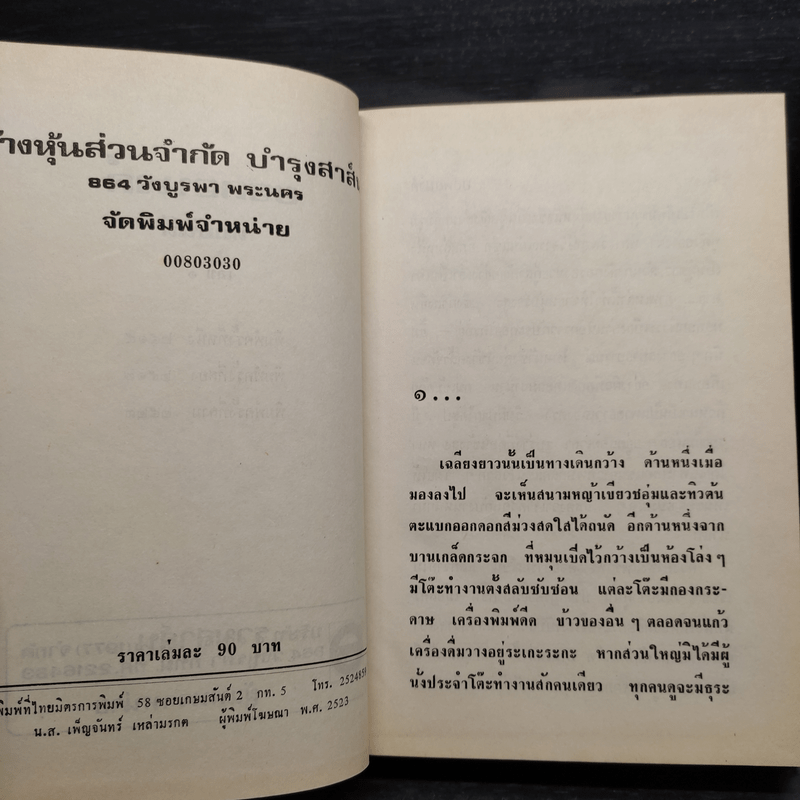 ้างหุ้นส่วนจำกัด บำรุงสาส์น
864 วังบูรพา พระนคร
จัดพิมพ์จำหน่าย
00803030
ราคาเล่มละ 90 บาท
พิมพ์ที่ไทยมิตรการพิมพ์ 58 ซอยเกษมสันต์ 2 กท. 5 โทร.
น.ส. เพ็ญจันทร์ เหล่ามรกต ผู้พิมพ์โฆษณา พ.ศ. 2523
๑...
เฉลียงยาวนั้นเป็นทางเดินกว้าง ด้านหนึ่งเมื่อ
มองลงไป จะเห็นสนามหญ้าเขียวชอุ่มและทิวต้น
ตะแบกออกดอกสีม่วงสดใสได้ถนัด อีกด้านหนึ่งจาก
บานเกล็ดกระจก ที่หมุนเปิดไว้กว้างเป็นห้องโล่ง ๆ
มีโต๊ะทำงานตั้งสลับซับซ้อน แต่ละโต๊ะมีกองกระ-
ดาษ เครื่องพิมพ์ดีด ข้าวของอื่น ๆ ตลอดจนแก้ว
เครื่องดื่มวางอยู่ระเกะระกะ หากส่วนใหญ่มิได้มีผู้
นั่งประจำโต๊ะทำงานสักคนเดียว ทุกคนดูจะมีธุระ